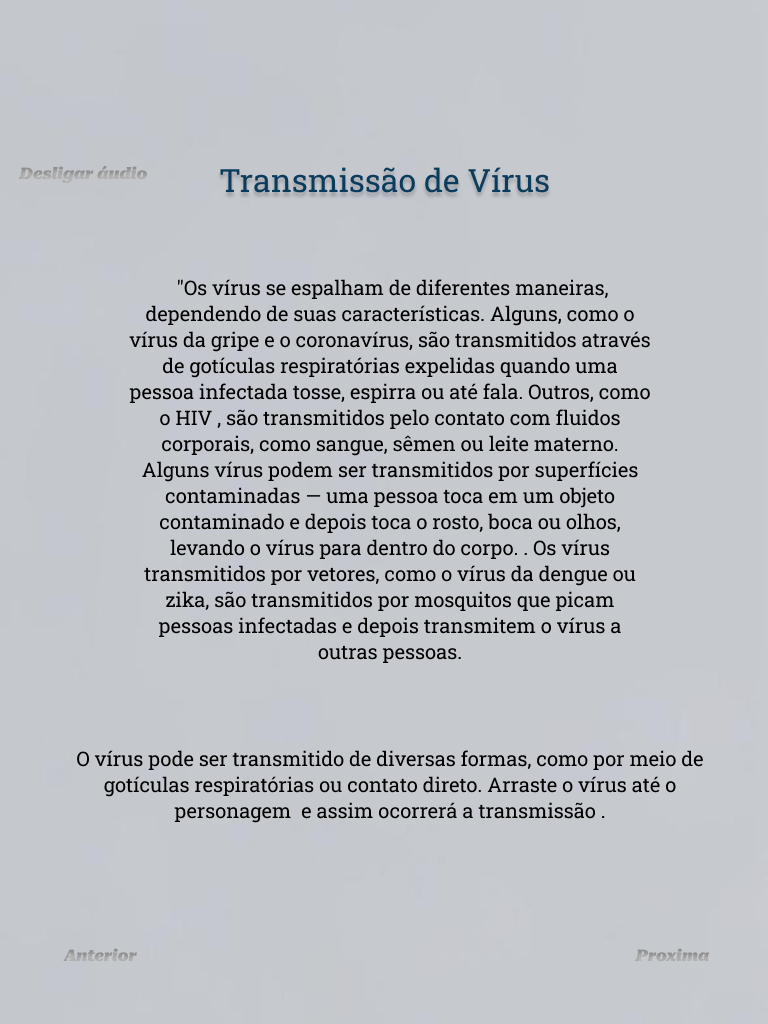 Desligar áudio
Transmissão de Vírus
"Os vírus se espalham de diferentes maneiras,
dependendo de suas características. Alguns, como o
vírus da gripe e o coronavírus, são transmitidos através
de gotículas respiratórias expelidas quando uma
pessoa infectada tosse, espirra ou até fala. Outros, como
o HIV , são transmitidos pelo contato com fluidos
corporais, como sangue, sêmen ou leite materno.
Alguns vírus podem ser transmitidos por superfícies
contaminadas — uma pessoa toca em um objeto
contaminado e depois toca o rosto, boca ou olhos,
levando o vírus para dentro do corpo. . Os vírus
transmitidos por vetores, como o vírus da dengue ou
zika, são transmitidos por mosquitos que picam
pessoas infectadas e depois transmitem o vírus a
outras pessoas.
O vírus pode ser transmitido de diversas formas, como por meio de
gotículas respiratórias ou contato direto. Arraste o vírus até o
personagem  e assim ocorrerá a transmissão .
Anterior
Proxima